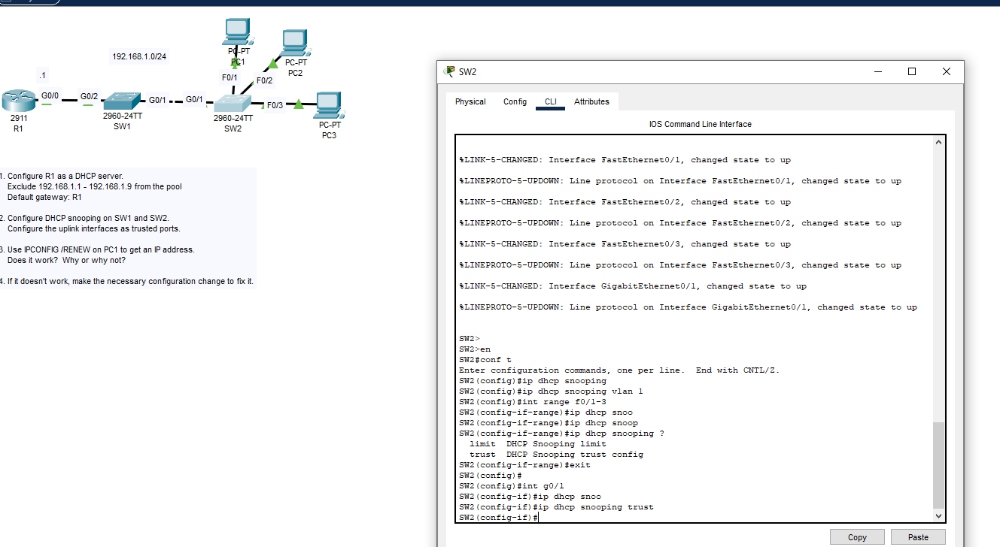 192.168.1.0/24
.1
G0/0
G0/2
G0/1
G0/1
F0/1
F0/2
F0/3
PC-PT
PC1
PC-PT
PC2
PC-PT
PC3
2911
R1
2960-24TT
SW1
2960-24TT
SW2
1. Configure R1 as a DHCP server.
Exclude 192.168.1.1 - 192.168.1.9 from the pool
Default gateway: R1
2. Configure DHCP snooping on SW1 and SW2.
Configure the uplink interfaces as trusted ports.
3. Use IPCONFIG /RENEW on PC1 to get an IP address.
Does it work? Why or why not?
4. If it doesn't work, make the necessary configuration change to fix it.
SW2
Physical Config CLI Attributes
IOS Command Line Interface
%LINK-5-CHANGED: Interface FastEthernet0/1, changed state to up
%LINEPROTO-5-UPDOWN: Line protocol on Interface FastEthernet0/1, changed state to up
%LINK-5-CHANGED: Interface FastEthernet0/2, changed state to up
%LINEPROTO-5-UPDOWN: Line protocol on Interface FastEthernet0/2, changed state to up
%LINK-5-CHANGED: Interface FastEthernet0/3, changed state to up
%LINEPROTO-5-UPDOWN: Line protocol on Interface FastEthernet0/3, changed state to up
%LINK-5-CHANGED: Interface GigabitEthernet0/1, changed state to up
%LINEPROTO-5-UPDOWN: Line protocol on Interface GigabitEthernet0/1, changed state to up
SW2>
SW2>en
SW2#conf t
Enter configuration commands, one per line. End with CNTL/Z.
SW2(config)#ip dhcp snooping
SW2(config)#ip dhcp snooping vlan 1
SW2(config)#int range f0/1-3
SW2(config-if-range)#ip dhcp snoo
SW2(config-if-range)#ip dhcp snoop
SW2(config-if-range)#ip dhcp snooping ?
limit DHCP Snooping limit
trust DHCP Snooping trust config
SW2(config-if-range)#exit
SW2(config)#
SW2(config)#int g0/1
SW2(config-if)#ip dhcp snoo
SW2(config-if)#ip dhcp snooping trust
SW2(config-if)#
Copy Paste